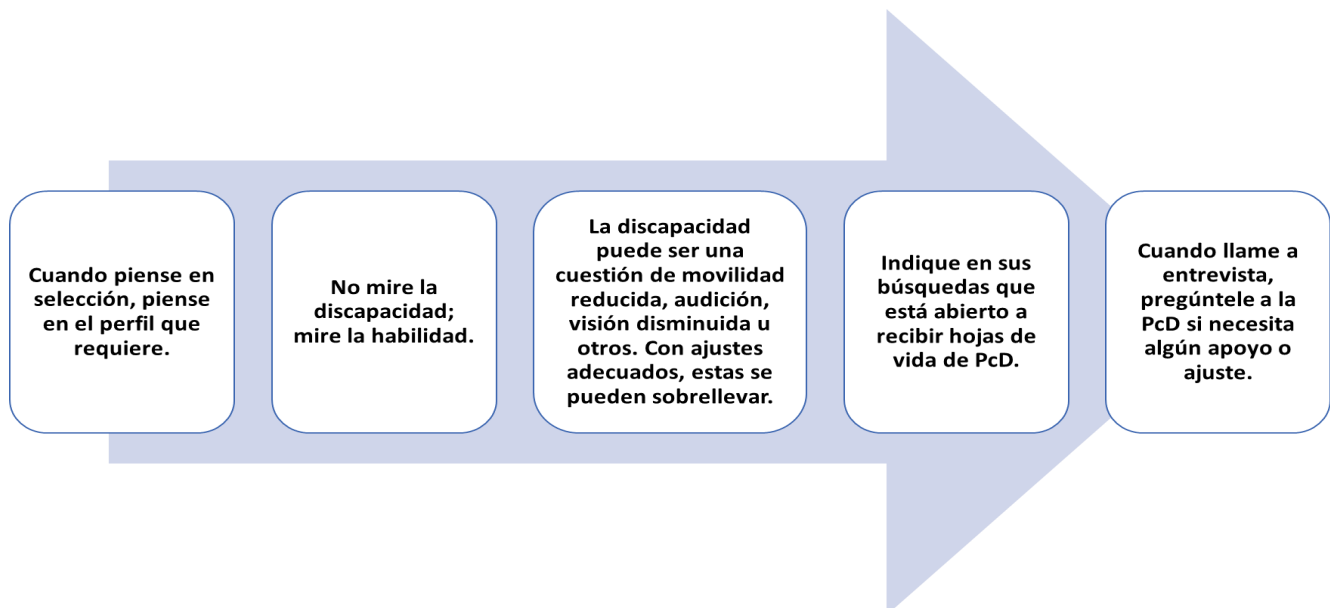 Cuando piense en
selección, piense
en el perfil que
requiere.
No mire la
discapacidad;
mire la habilidad.
La discapacidad
puede ser una
cuestión de movilidad
reducida, audición,
visión disminuida u
otros. Con ajustes
adecuados, estas se
pueden sobrellevar.
Indique en sus
búsquedas que
está abierto a
recibir hojas de
vida de PcD.
Cuando llame a
entrevista,
pregúntele a la
PcD si necesita
algún apoyo o
ajuste.